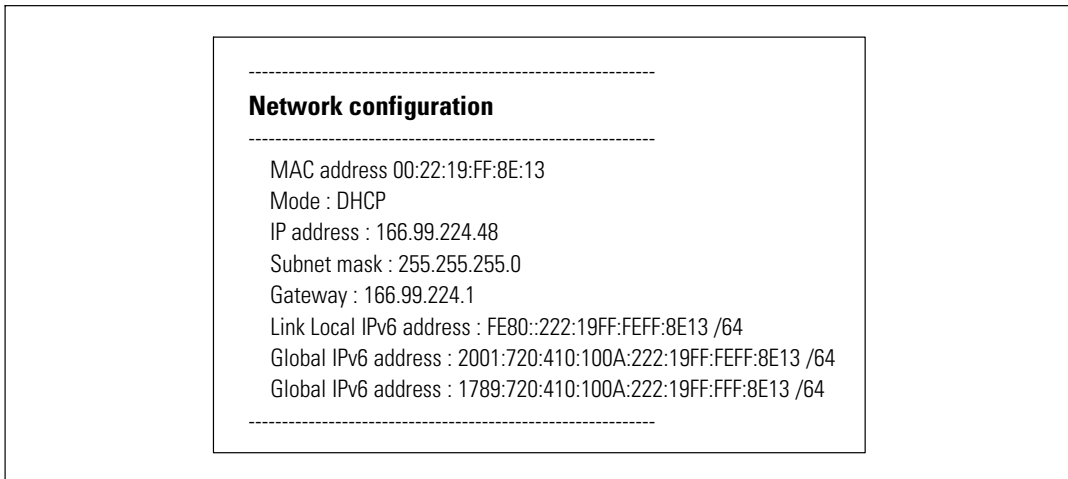 ------------------------------------------------------------
Network configuration
------------------------------------------------------------
MAC address 00:22:19:FF:8E:13
Mode : DHCP
IP address : 166.99.224.48
Subnet mask : 255.255.255.0
Gateway : 166.99.224.1
Link Local IPv6 address : FE80::222:19FF:FEFF:8E13 /64
Global IPv6 address : 2001:720:410:100A:222:19FF:FEFF:8E13 /64
Global IPv6 address : 1789:720:410:100A:222:19FF:FFF:8E13 /64
------------------------------------------------------------